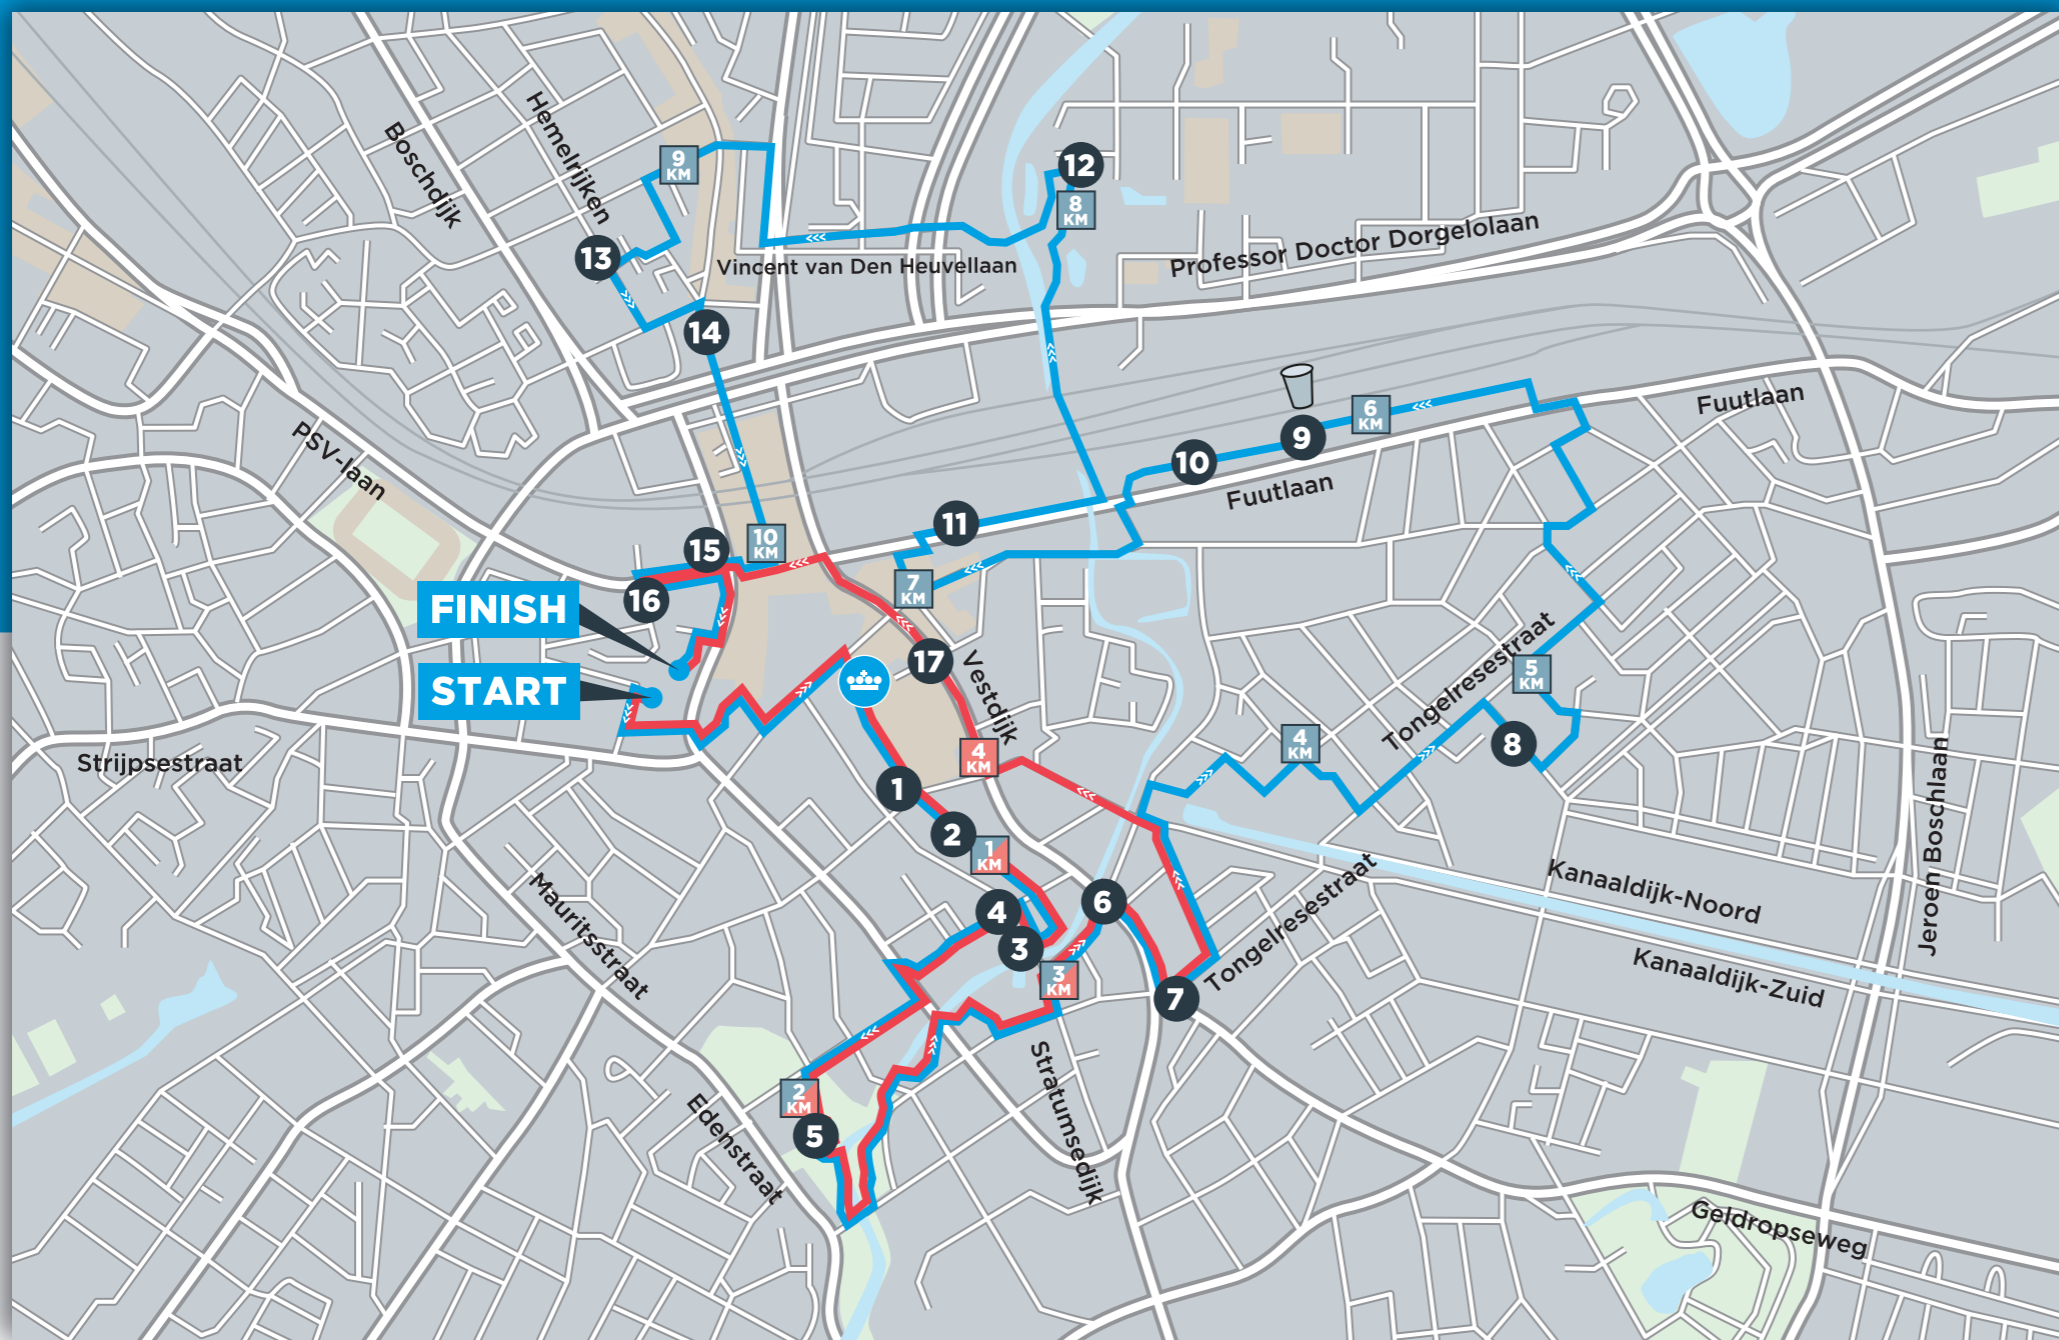 9
KM
12
8
KM
Hemelrijken
Boschdijk
13
Vincent van Den Heuvellaan
Professor Doctor Dorgelolaan
14
6
KM
9
Fuutlaan
PSV-laan
10
Fuutlaan
11
10
KM
15
7
KM
16
FINISH
START
17
Vestdijk
Tongelresestraat
5
KM
4
KM
8
4
KM
Strijpsestraat
1
2
1
KM
Jeroen Boschlaan
Kanaaldijk-Noord
Mauritsstraat
4
3
6
3
KM
7
Tongelresestraat
Kanaaldijk-Zuid
2
KM
5
Edenstraat
Stratumsedijk
Geldropseweg